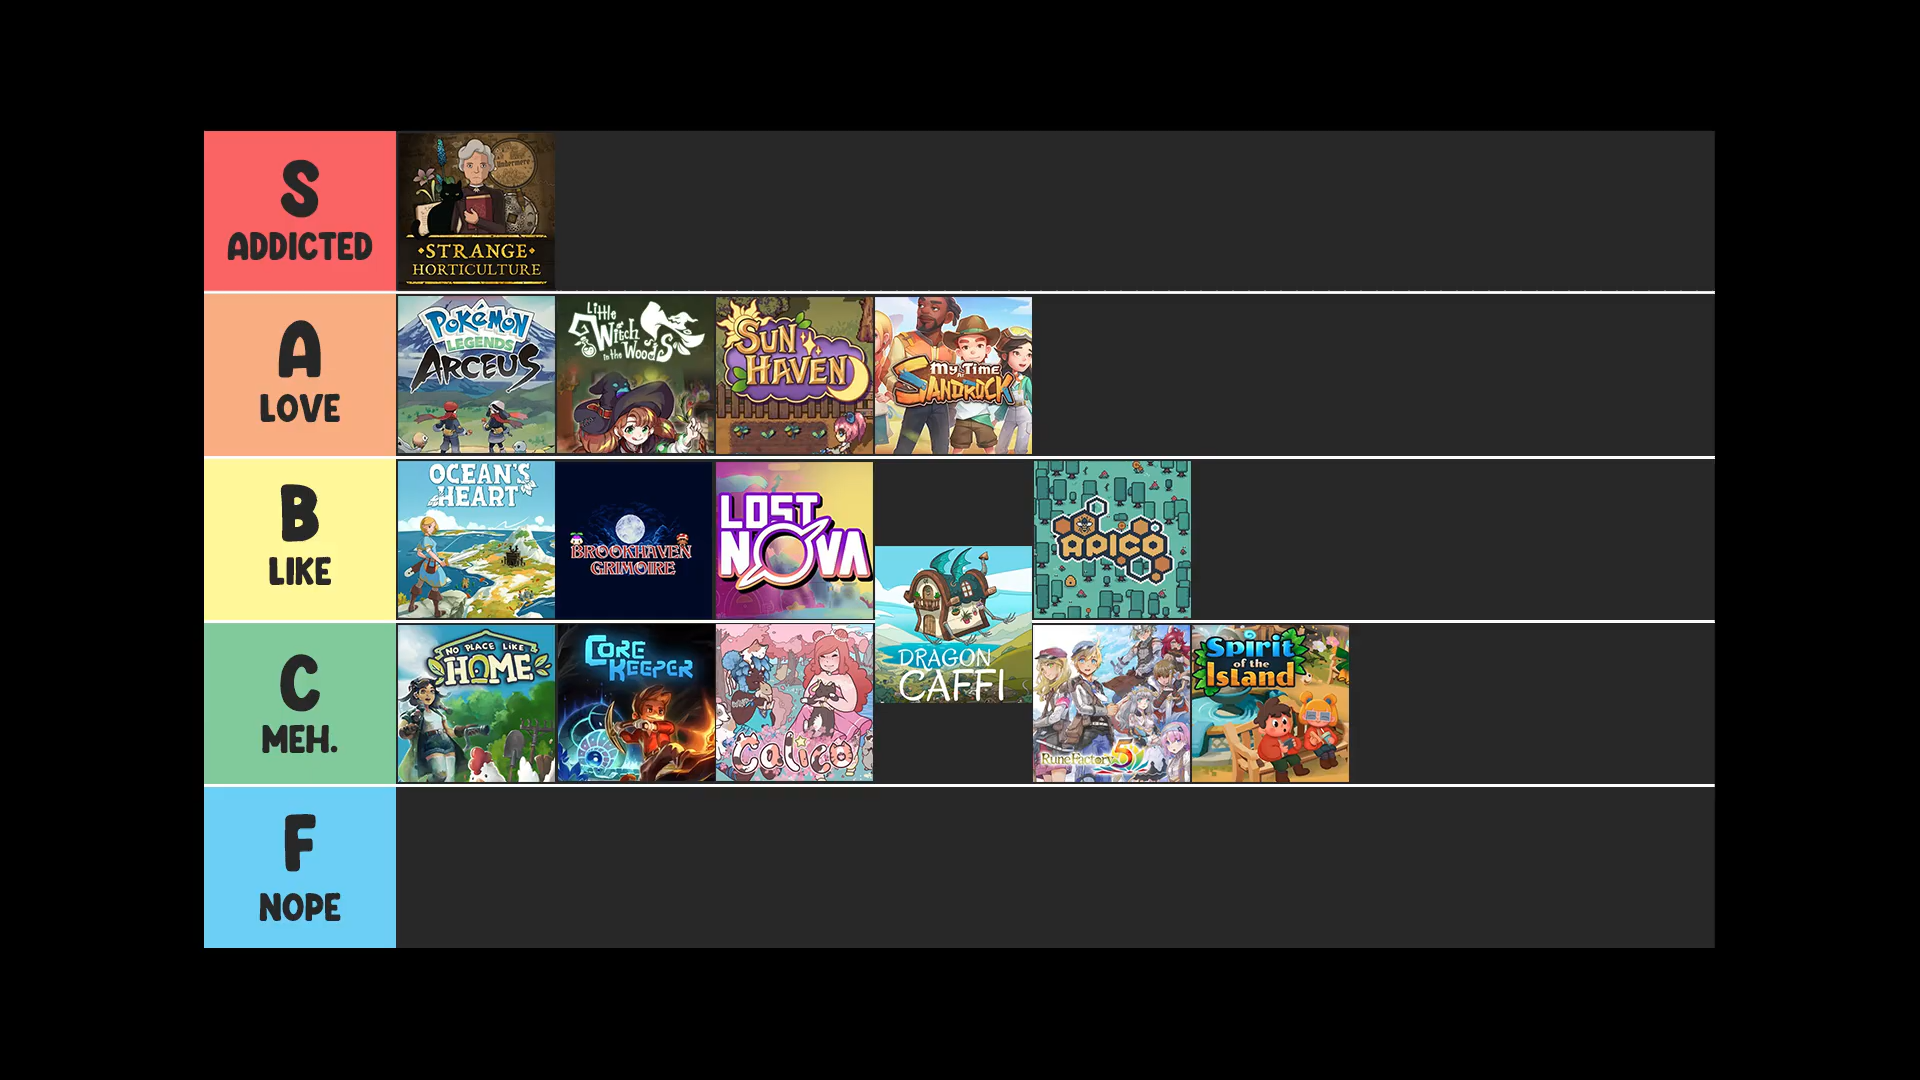 S
ADDICTED
STRANGE
HORTICULTURE
A
LOVE
POKÉMON
LEGENDS
ARCEUS
Little
Witch
in the Woods
SUN
HAVEN
My Time
At
SANDROCK
B
LIKE
OCEAN'S
HEART
BROOKHAVEN
GRIMOIRE
LOST
NOVA
DRAGON
CAFFI
APICO
C
MEH.
NO PLACE LIKE
HOME
CORE
KEEPER
Calico
Rune Factory 5
Spirit
of the
Island
F
NOPE